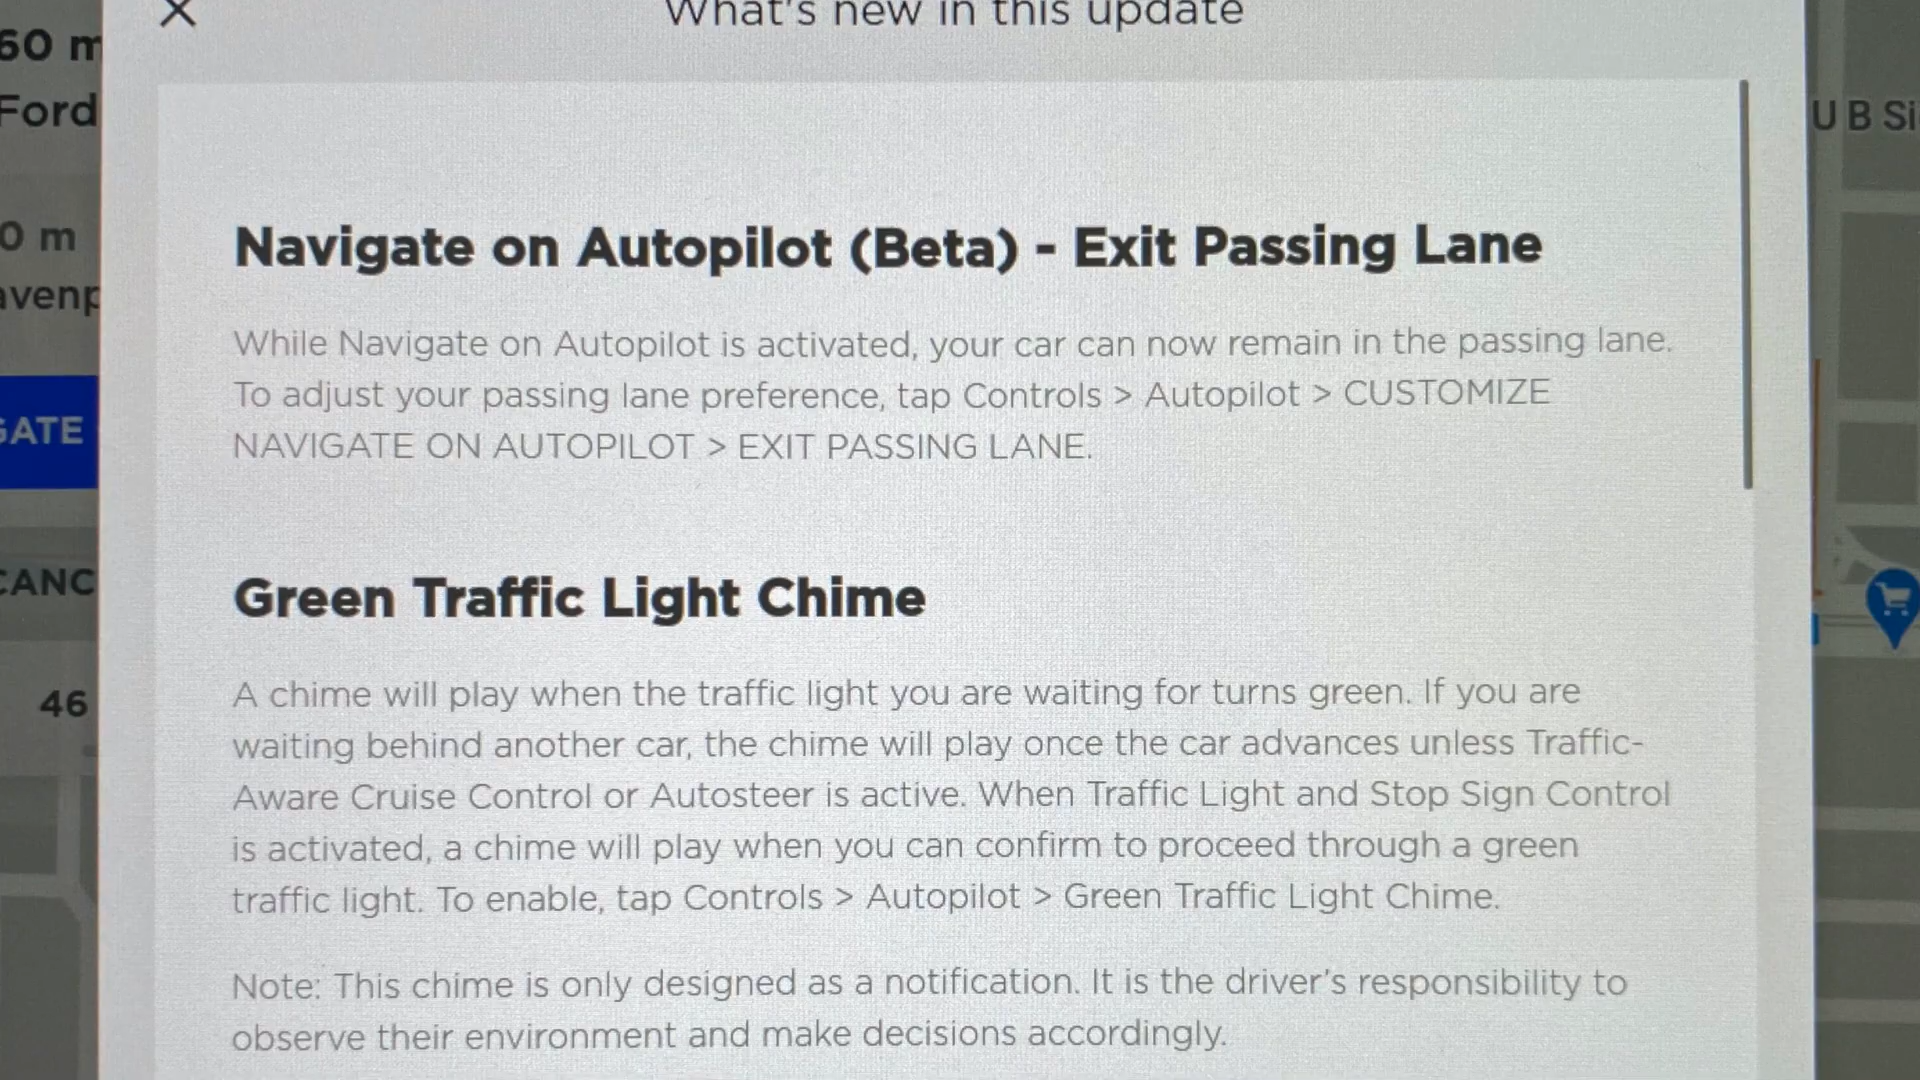 What's new in this update
60 m
Ford
0 m
GATE
CANC
46
U B Si
Navigate on Autopilot (Beta) - Exit Passing Lane
While Navigate on Autopilot is activated, your car can now remain in the passing lane.
To adjust your passing lane preference, tap Controls > Autopilot > CUSTOMIZE
NAVIGATE ON AUTOPILOT > EXIT PASSING LANE.
Green Traffic Light Chime
A chime will play when the traffic light you are waiting for turns green. If you are
waiting behind another car, the chime will play once the car advances unless Traffic-
Aware Cruise Control or Autosteer is active. When Traffic Light and Stop Sign Control
is activated, a chime will play when you can confirm to proceed through a green
traffic light. To enable, tap Controls > Autopilot > Green Traffic Light Chime.
Note: This chime is only designed as a notification. It is the driver's responsibility to
observe their environment and make decisions accordingly.